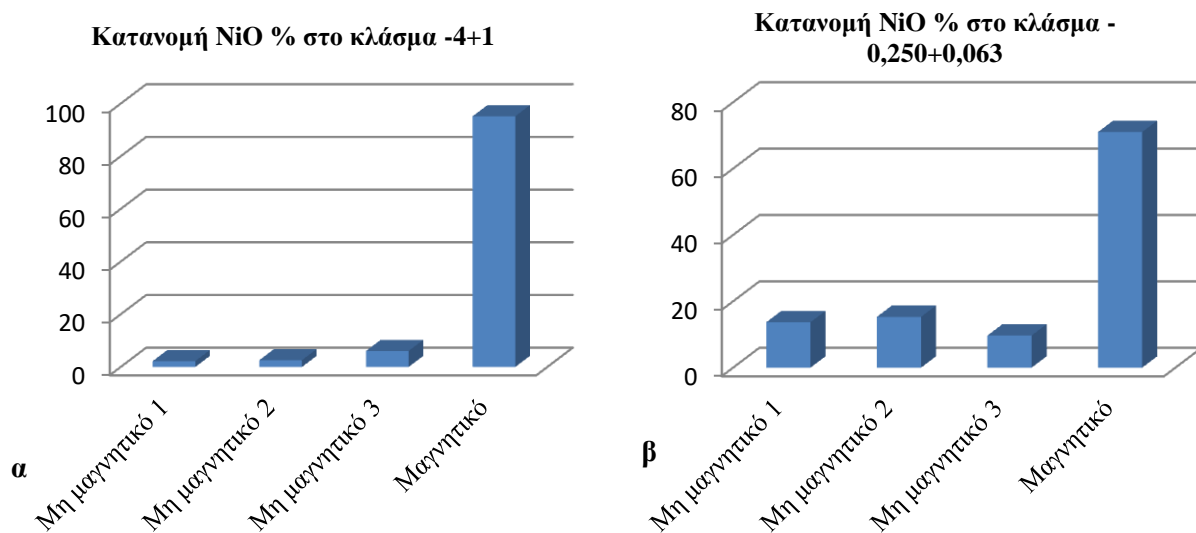 Κατανομή NiO % στο κλάσμα -4+1
100
80
60
40
20
0
Μη μαγνητικό 1
Μη μαγνητικό 2
Μη μαγνητικό 3
Μαγνητικό
α
Κατανομή NiO % στο κλάσμα -
0,250+0,063
80
60
40
20
0
Μη μαγνητικό 1
Μη μαγνητικό 2
Μη μαγνητικό 3
Μαγνητικό
β